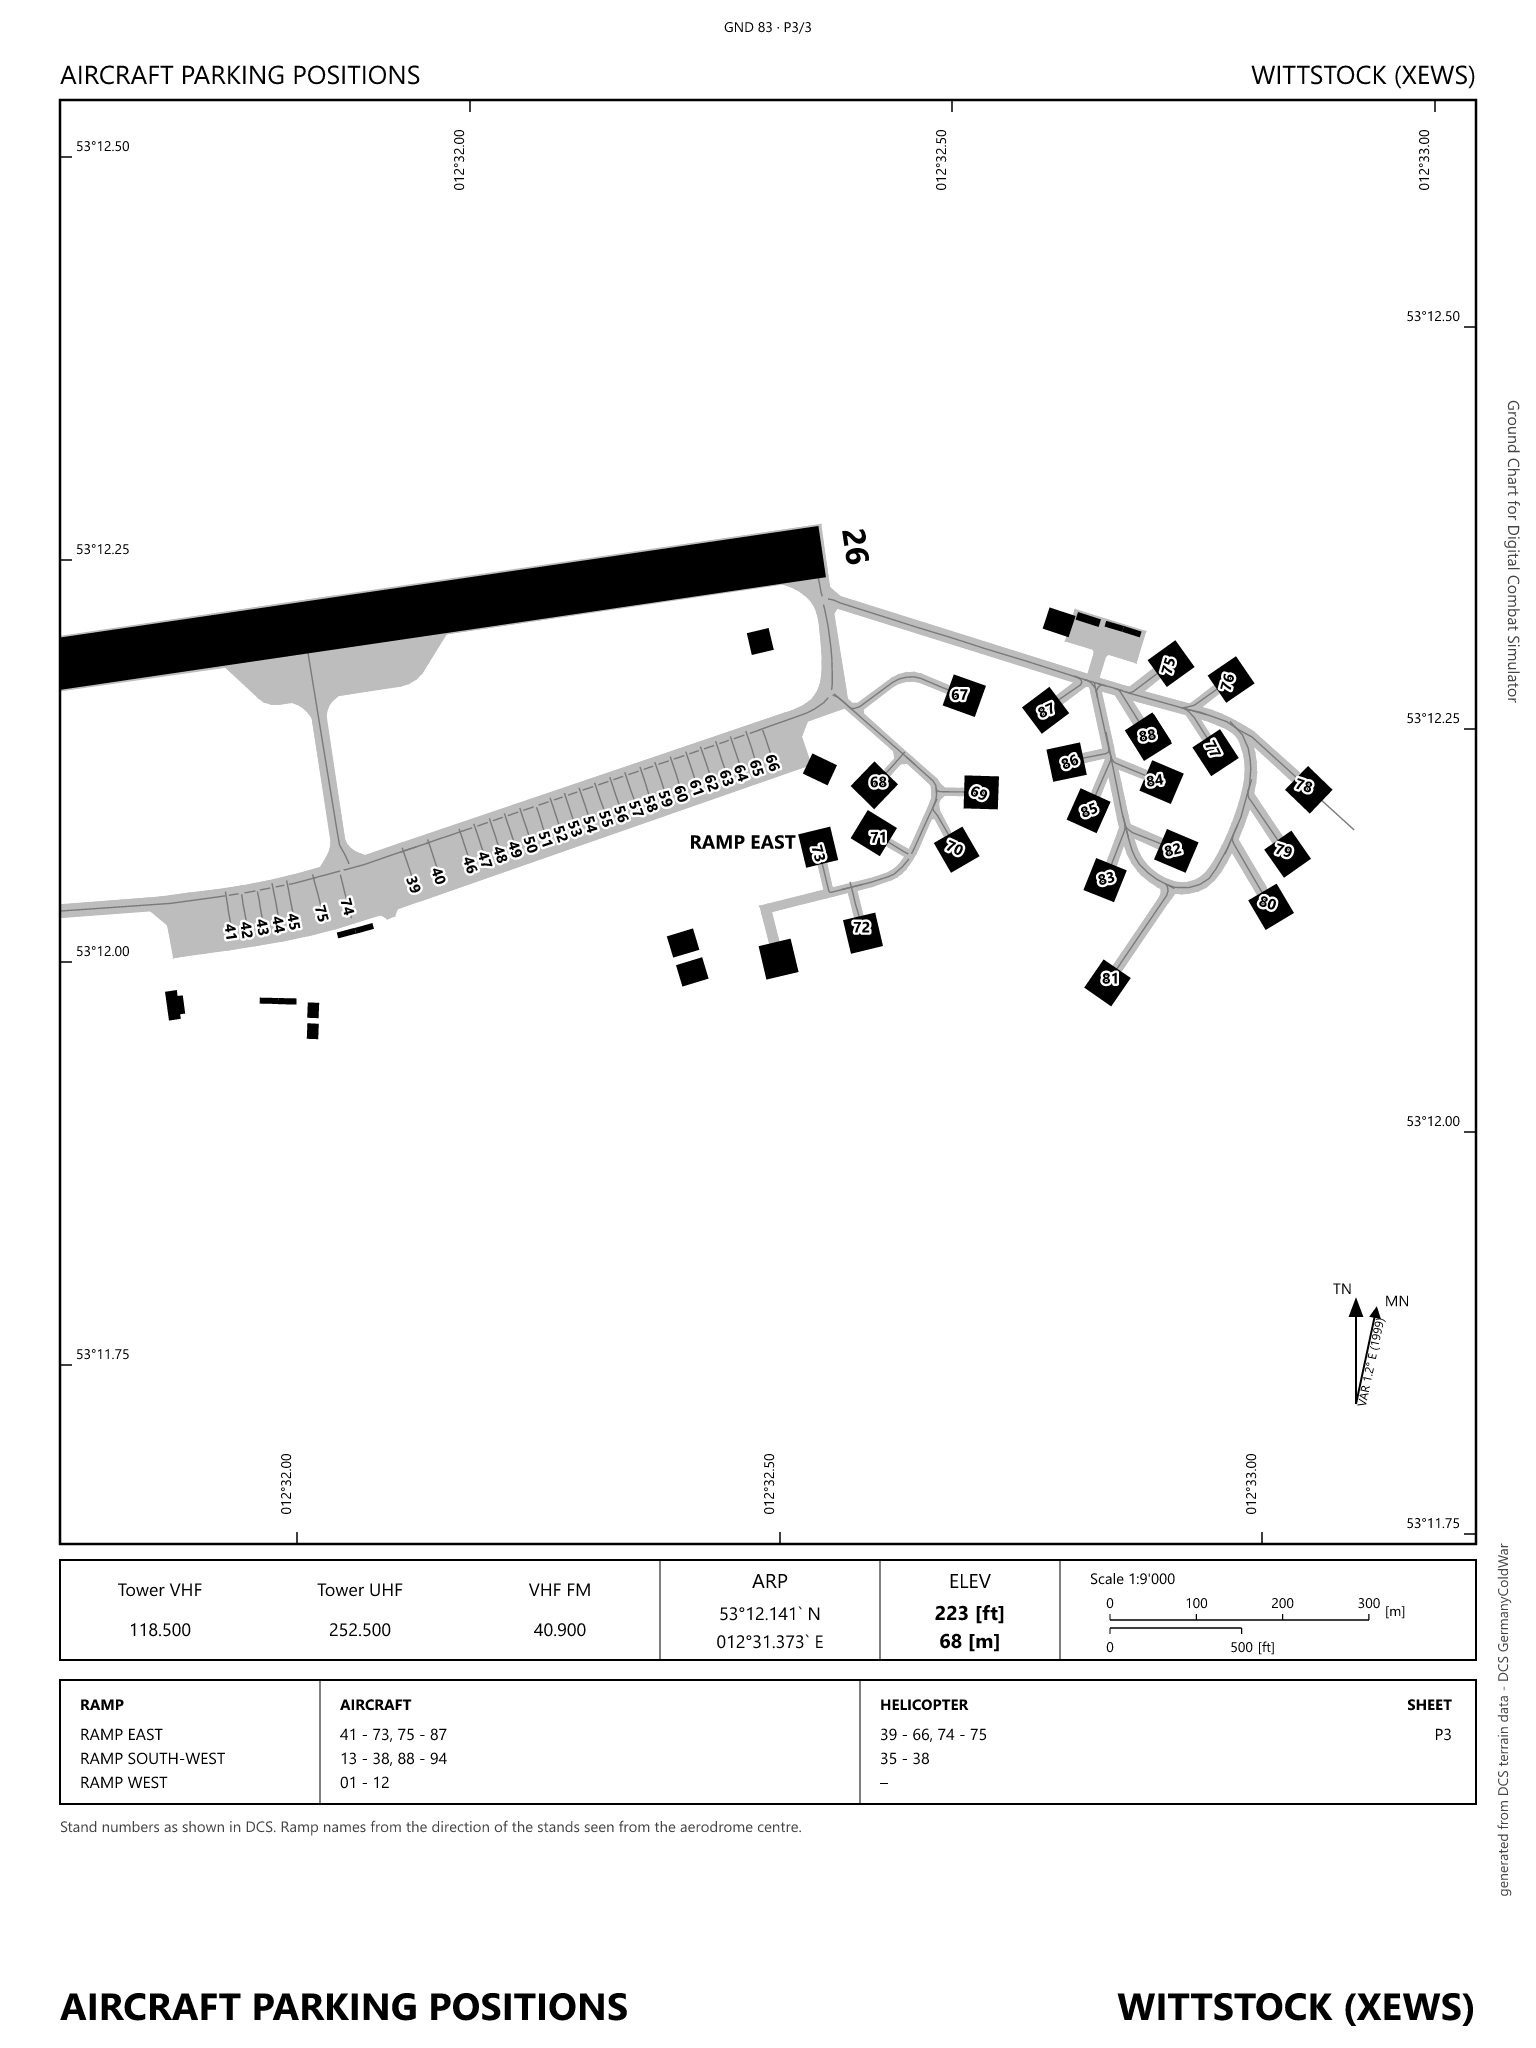 GND 83 · P3/3
AIRCRAFT PARKING POSITIONS
WITTSTOCK (XEWS)
53°12.50
012°32.00
012°32.50
012°33.00
53°12.50
Ground Chart for Digital Combat Simulator
26
53°12.25
53°12.25
67
75
76
87
88
77
86
84
78
85
68
69
66
65
64
63
62
61
60
59
58
57
56
55
54
53
52
51
50
49
48
47
46
40
39
74
75
45
44
43
42
41
RAMP EAST
73
71
70
82
79
83
80
72
81
53°12.00
53°12.00
TN
MN
VAR 1.2° E (1999)
53°11.75
012°32.00
012°32.50
012°33.00
53°11.75
Tower VHF
118.500
Tower UHF
252.500
VHF FM
40.900
ARP
53°12.141` N
012°31.373` E
ELEV
223 [ft]
68 [m]
Scale 1:9'000
0 100 200 300 [m]
0 500 [ft]
RAMP AIRCRAFT HELICOPTER SHEET
RAMP EAST 41 - 73, 75 - 87 39 - 66, 74 - 75 P3
RAMP SOUTH-WEST 13 - 38, 88 - 94 35 - 38
RAMP WEST 01 - 12 –
Stand numbers as shown in DCS. Ramp names from the direction of the stands seen from the aerodrome centre.
generated from DCS terrain data - DCS GermanyColdWar
AIRCRAFT PARKING POSITIONS
WITTSTOCK (XEWS)